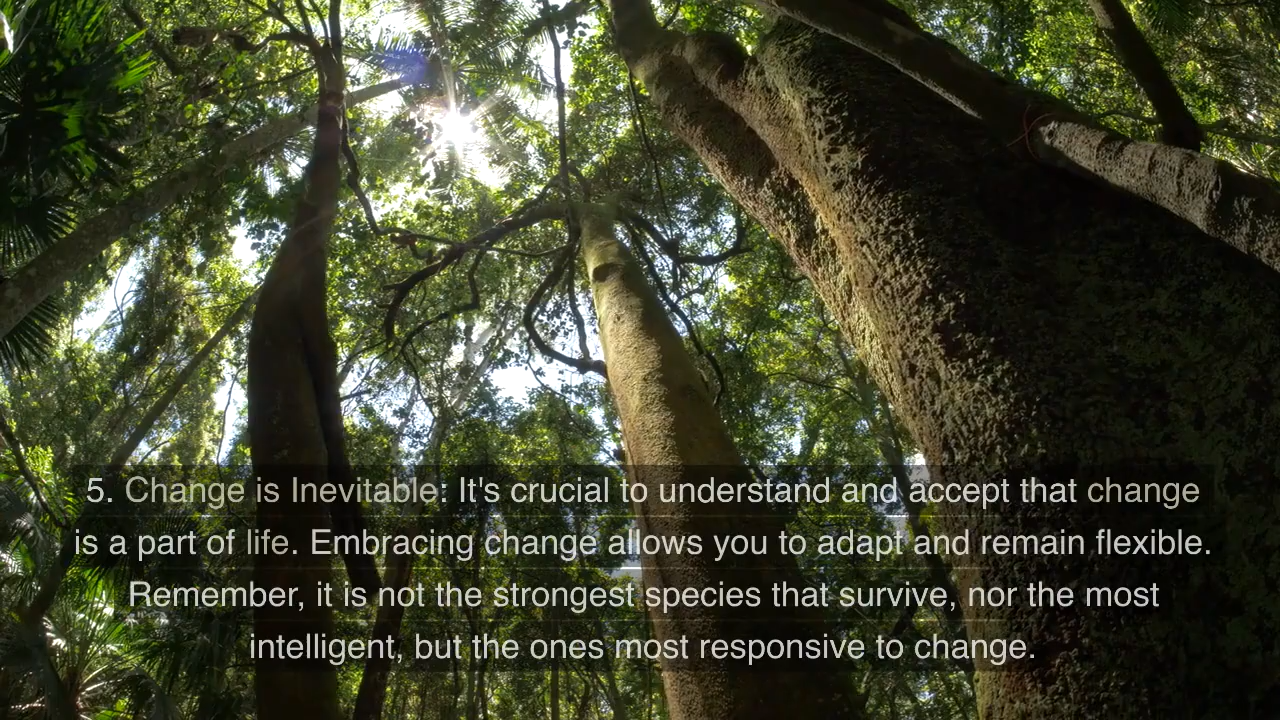 5. Change is Inevitable: It's crucial to understand and accept that change
is a part of life. Embracing change allows you to adapt and remain flexible.
Remember, it is not the strongest species that survive, nor the most
intelligent, but the ones most responsive to change.